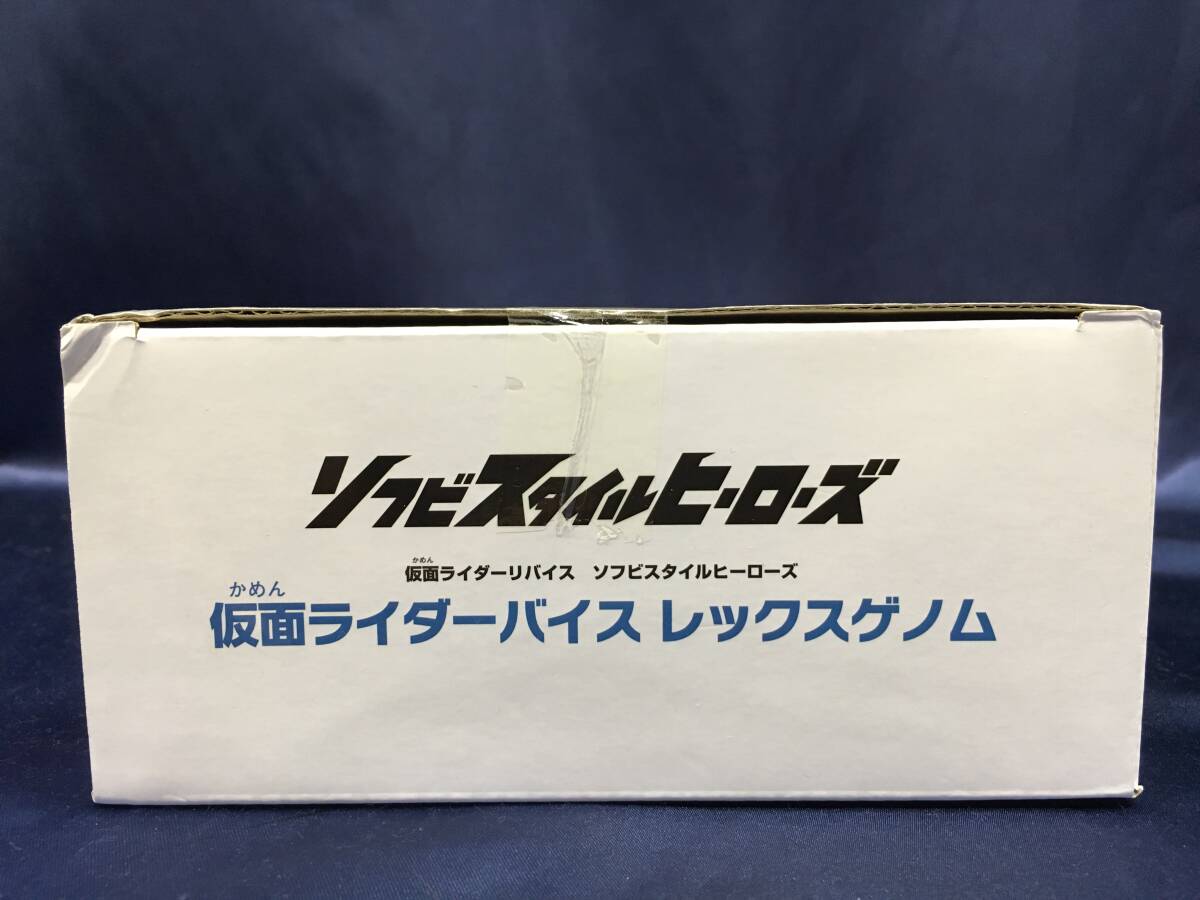 ソフビスタイルヒーローズ
かめん
仮面ライダーリバイス ソフビスタイルヒーローズ
かめん
仮面ライダーバイス レックスゲノム